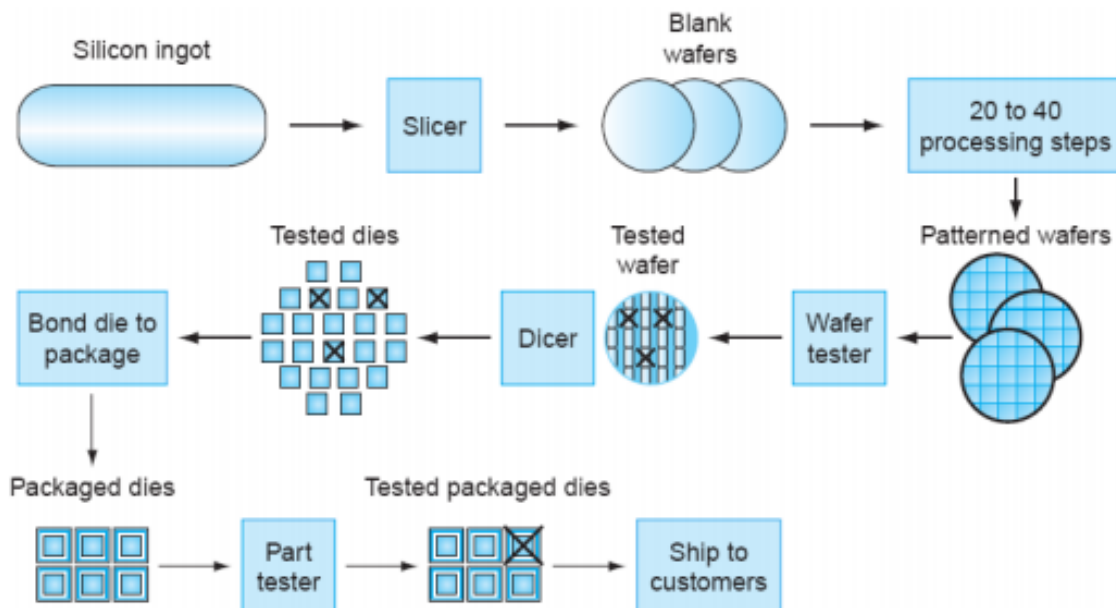 Silicon ingot
Blank
wafers
Slicer
20 to 40
processing steps
Tested dies
Tested
wafer
Patterned wafers
Bond die to
package
Dicer
Wafer
tester
Packaged dies
Tested packaged dies
Part
tester
Ship to
customers